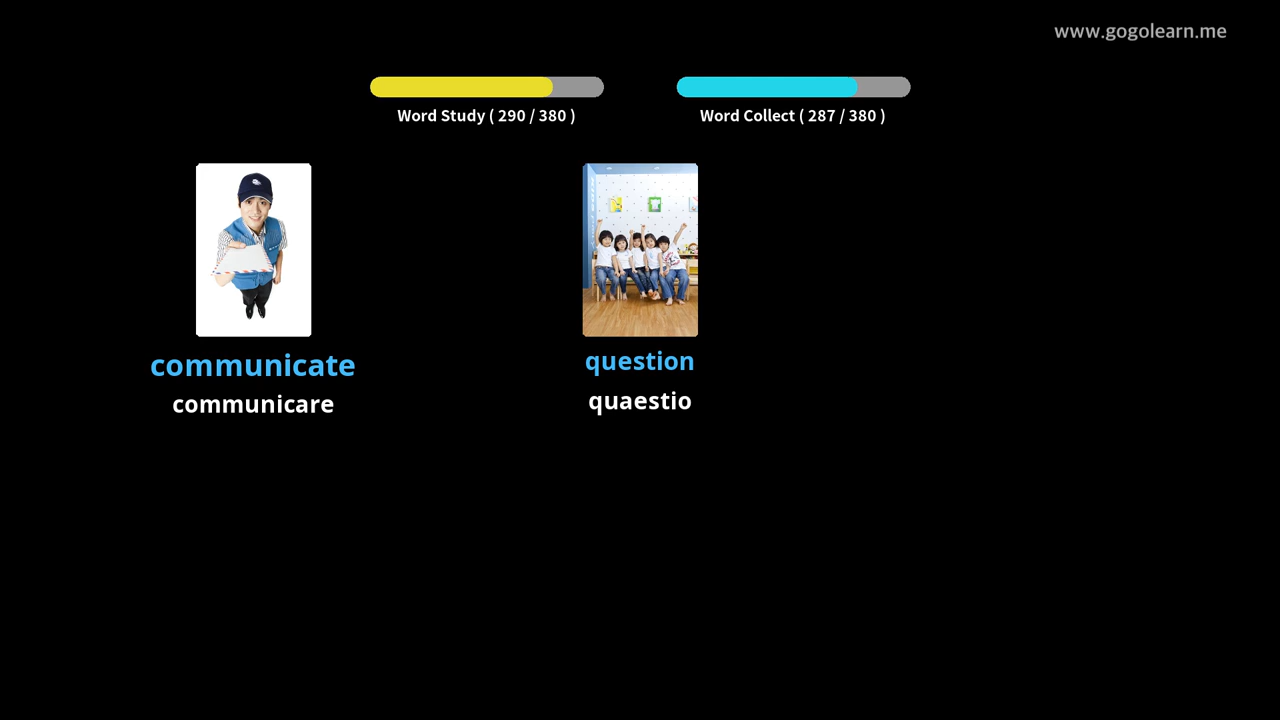 www.gogolearn.me
Word Study ( 290 / 380 )
Word Collect ( 287 / 380 )
communicate
communicare
question
quaestio